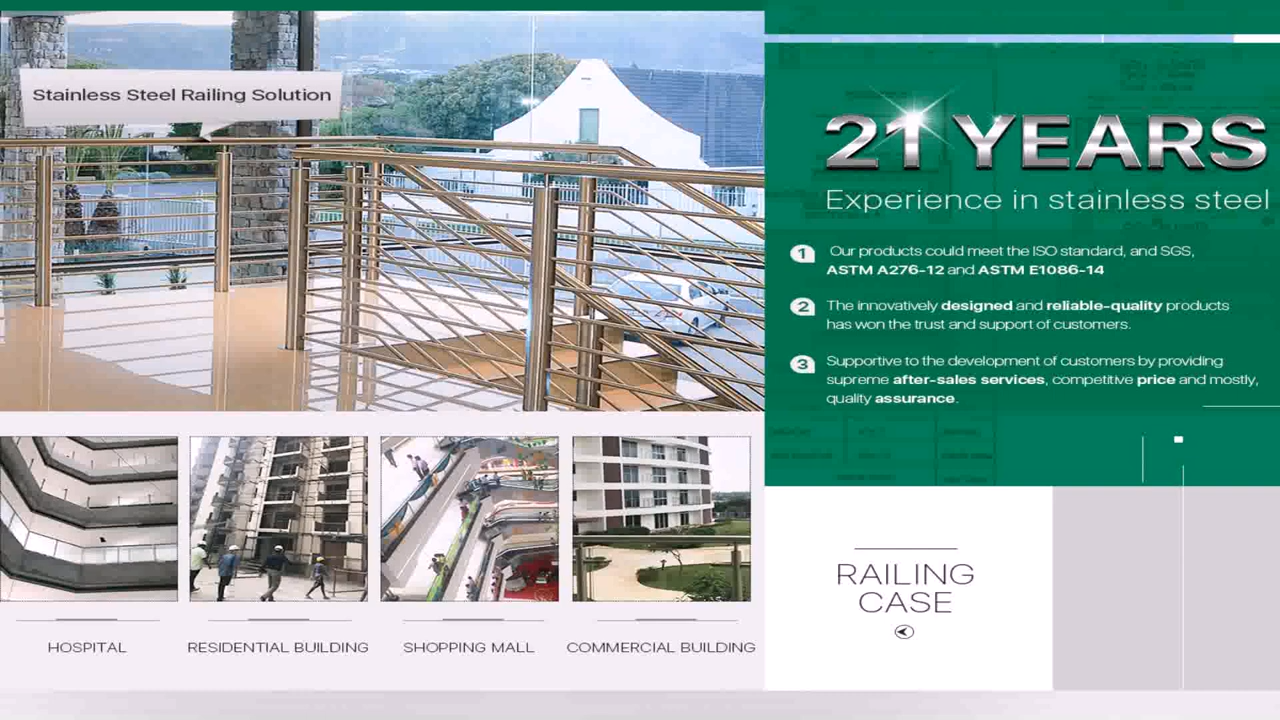 Stainless Steel Railing Solution
21 YEARS
Experience in stainless steel
1 Our products could meet the ISO standard, and SGS,
ASTM A276-12 and ASTM E1086-14
2 The innovatively designed and reliable-quality products
has won the trust and support of customers.
3 Supportive to the development of customers by providing
supreme after-sales services, competitive price and mostly,
quality assurance.
RAILING
CASE
HOSPITAL
RESIDENTIAL BUILDING
SHOPPING MALL
COMMERCIAL BUILDING